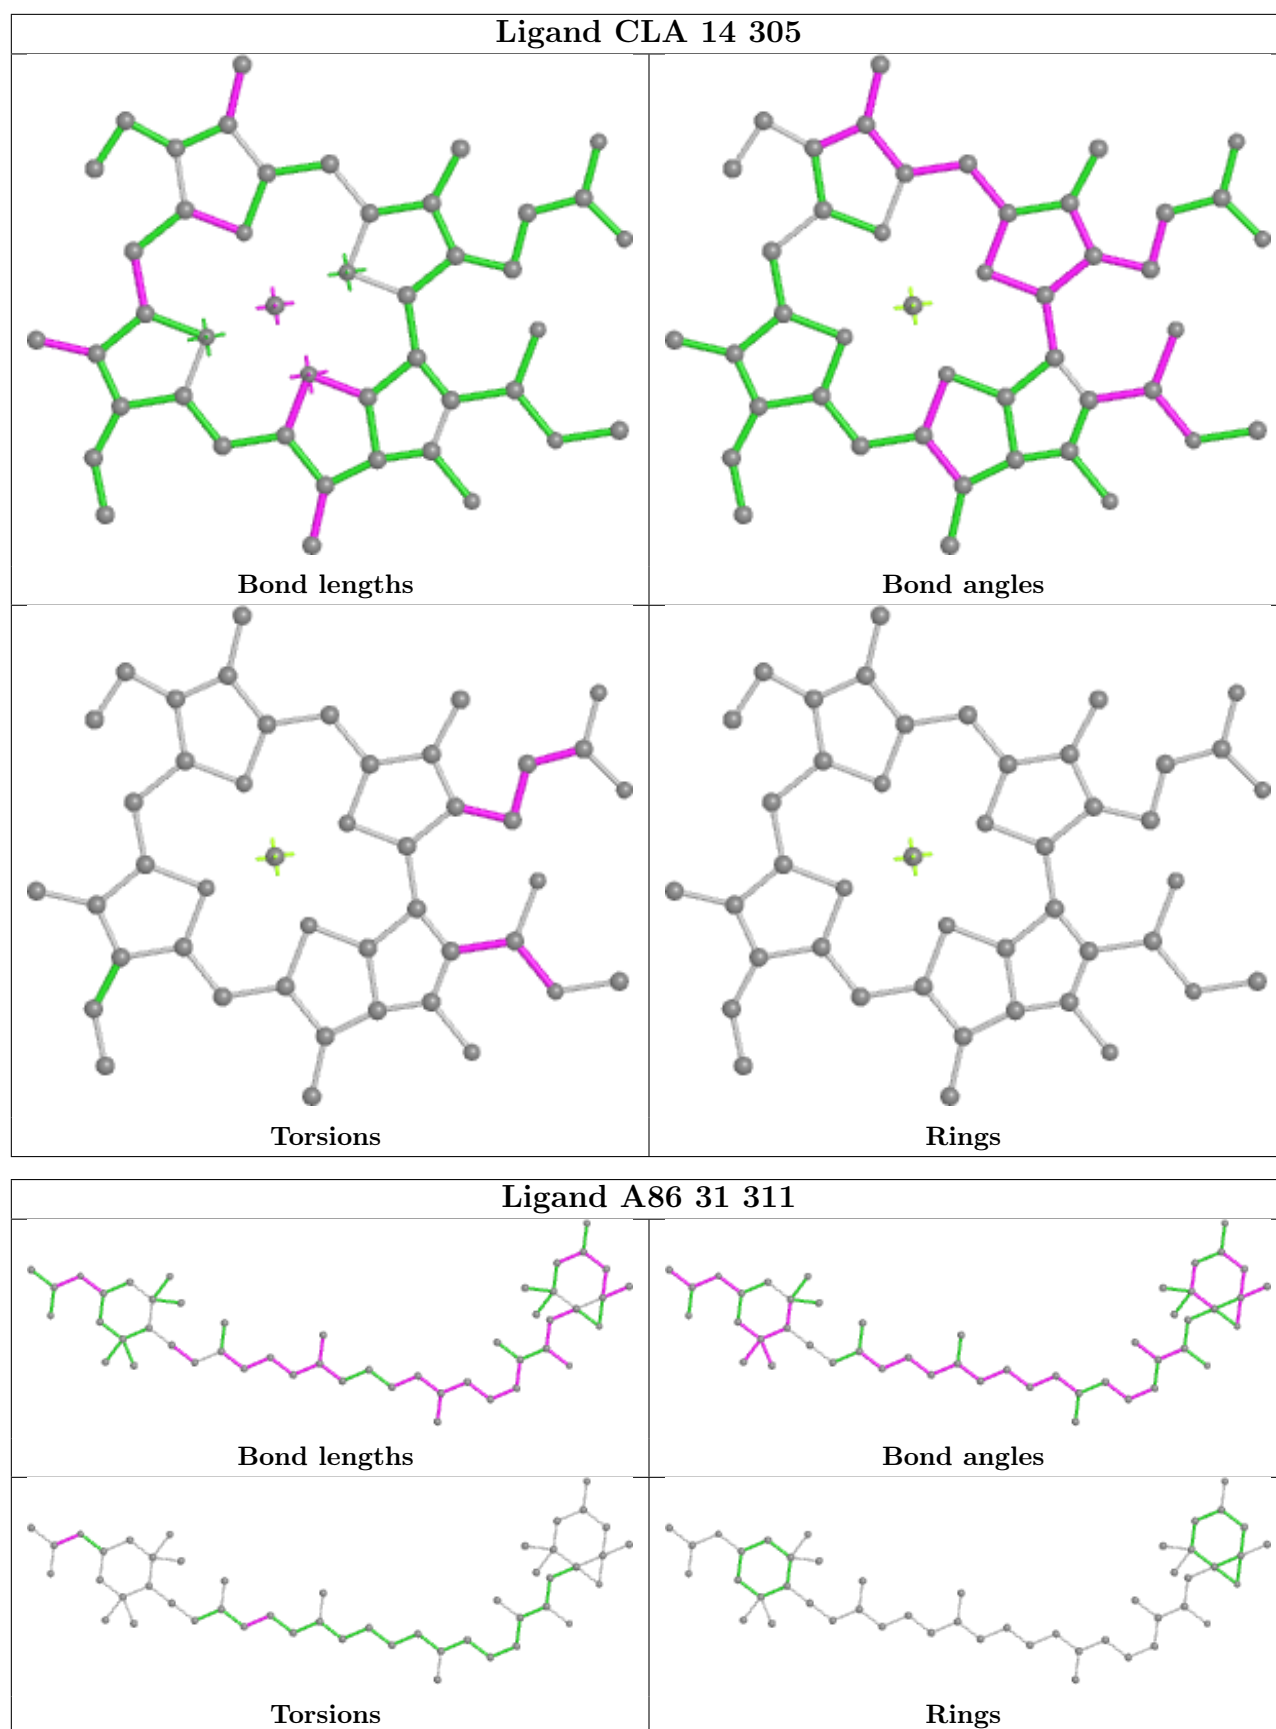 Ligand CLA 14 305
Bond lengths
Bond angles
Torsions
Rings
Ligand A86 31 311
Bond lengths
Bond angles
Torsions
Rings